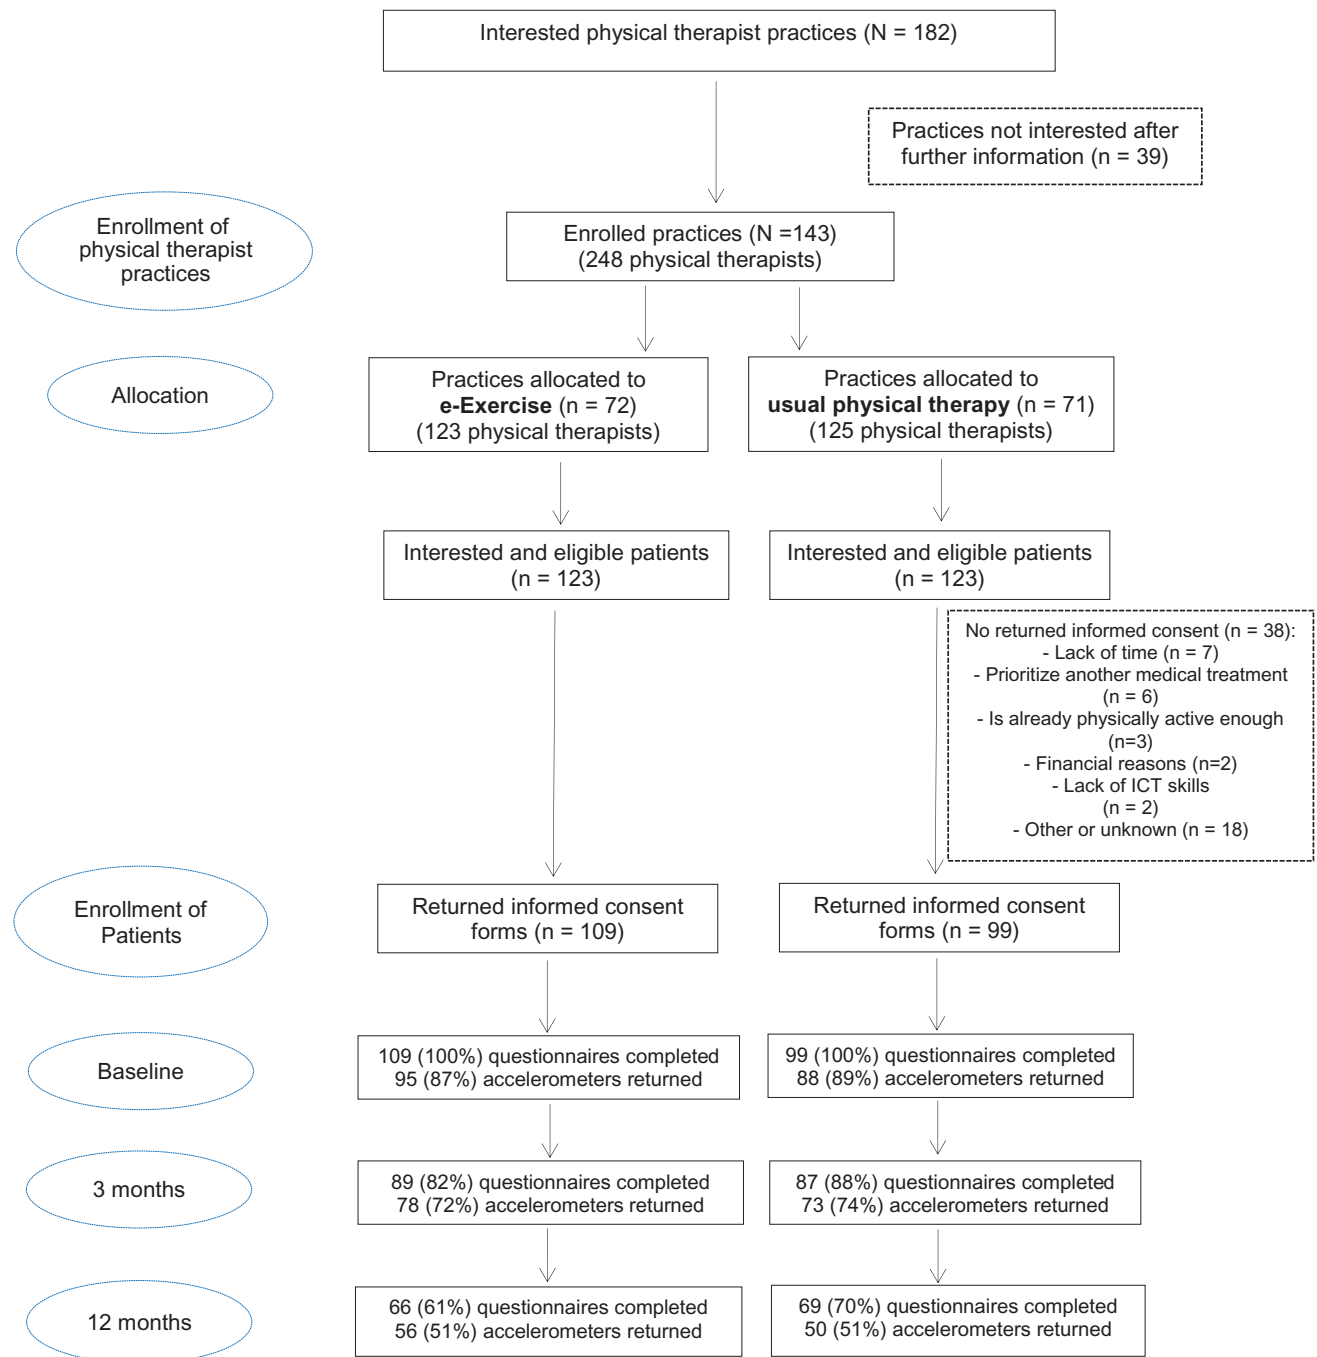 Interested physical therapist practices (N = 182)
Practices not interested after
further information (n = 39)
Enrollment of
physical therapist
practices
Enrolled practices (N =143)
(248 physical therapists)
Allocation
Practices allocated to
e-Exercise (n = 72)
(123 physical therapists)
Practices allocated to
usual physical therapy (n = 71)
(125 physical therapists)
Interested and eligible patients
(n = 123)
Interested and eligible patients
(n = 123)
No returned informed consent (n = 38):
- Lack of time (n = 7)
- Prioritize another medical treatment
(n = 6)
- Is already physically active enough
(n=3)
- Financial reasons (n=2)
- Lack of ICT skills
(n = 2)
- Other or unknown (n = 18)
Enrollment of
Patients
Returned informed consent
forms (n = 109)
Returned informed consent
forms (n = 99)
Baseline
109 (100%) questionnaires completed
95 (87%) accelerometers returned
99 (100%) questionnaires completed
88 (89%) accelerometers returned
3 months
89 (82%) questionnaires completed
78 (72%) accelerometers returned
87 (88%) questionnaires completed
73 (74%) accelerometers returned
12 months
66 (61%) questionnaires completed
56 (51%) accelerometers returned
69 (70%) questionnaires completed
50 (51%) accelerometers returned